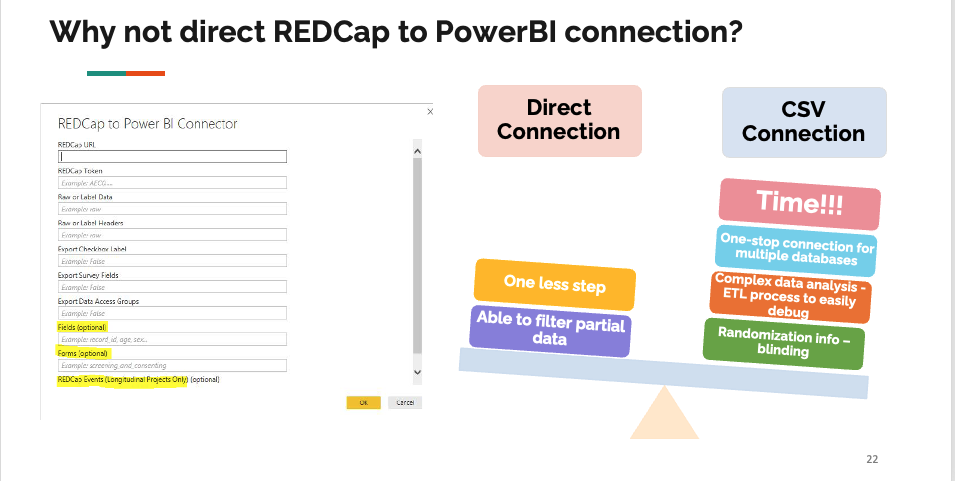 Why not direct REDCap to PowerBI connection?
REDCap to Power BI Connector
REDCap URL
REDCap Token
Example: AECG....
Raw or Label Data
Example: raw
Raw or Label Headers
Example: raw
Export Checkbox Label
Example: False
Export Survey Fields
Example: False
Export Data Access Groups
Example: False
Fields (optional)
Example: record_id, age, sex...
Forms (optional)
Example: screening_and_consenting
REDCap Events (Longitudinal Projects Only) (optional)
OK
Cancel
Direct
Connection
One less step
Able to filter partial
data
CSV
Connection
Time!!!
One-stop connection for
multiple databases
Complex data analysis -
ETL process to easily
debug
Randomization info –
blinding
22